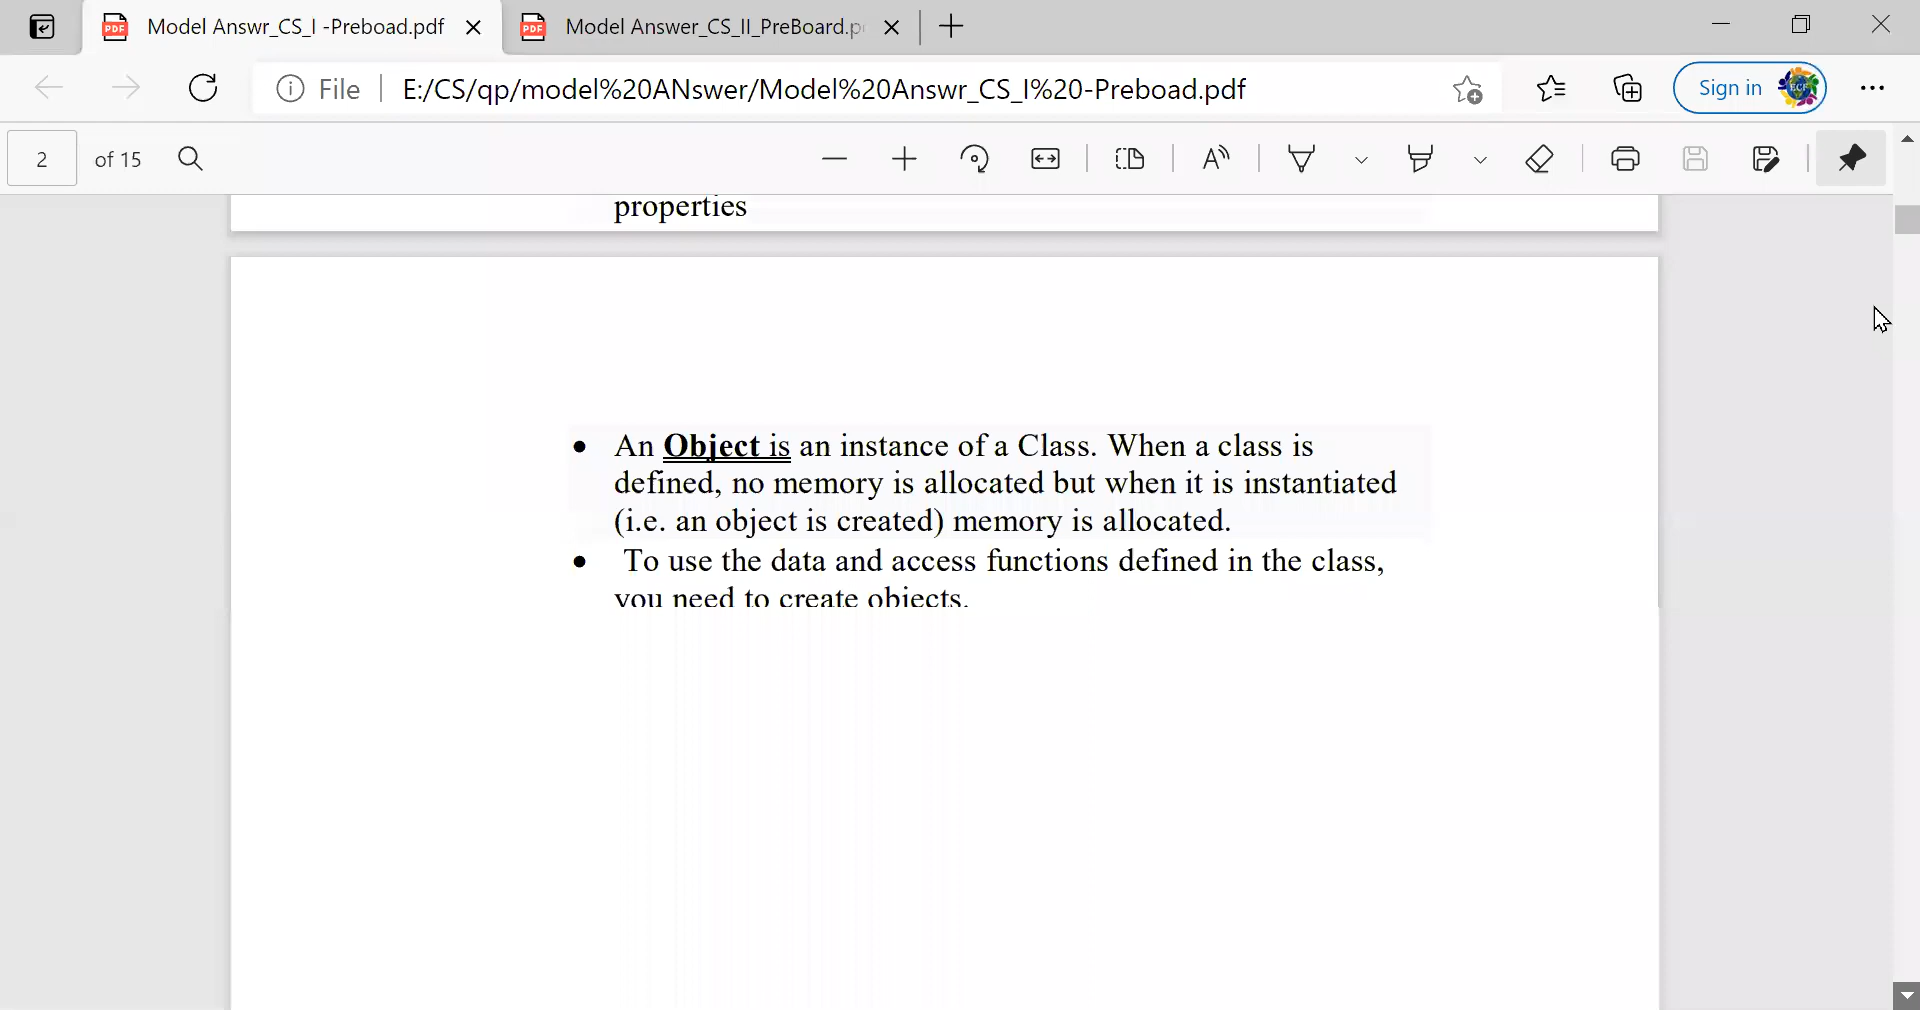 Model Answr_CS_I -Preboad.pdf
Model Answer_CS_II_PreBoard.p
File
E:/CS/qp/model%20ANswer/Model%20Answr_CS_I%20-Preboad.pdf
Sign in
2 of 15
properties
• An Object is an instance of a Class. When a class is
defined, no memory is allocated but when it is instantiated
(i.e. an object is created) memory is allocated.
• To use the data and access functions defined in the class,
you need to create objects.